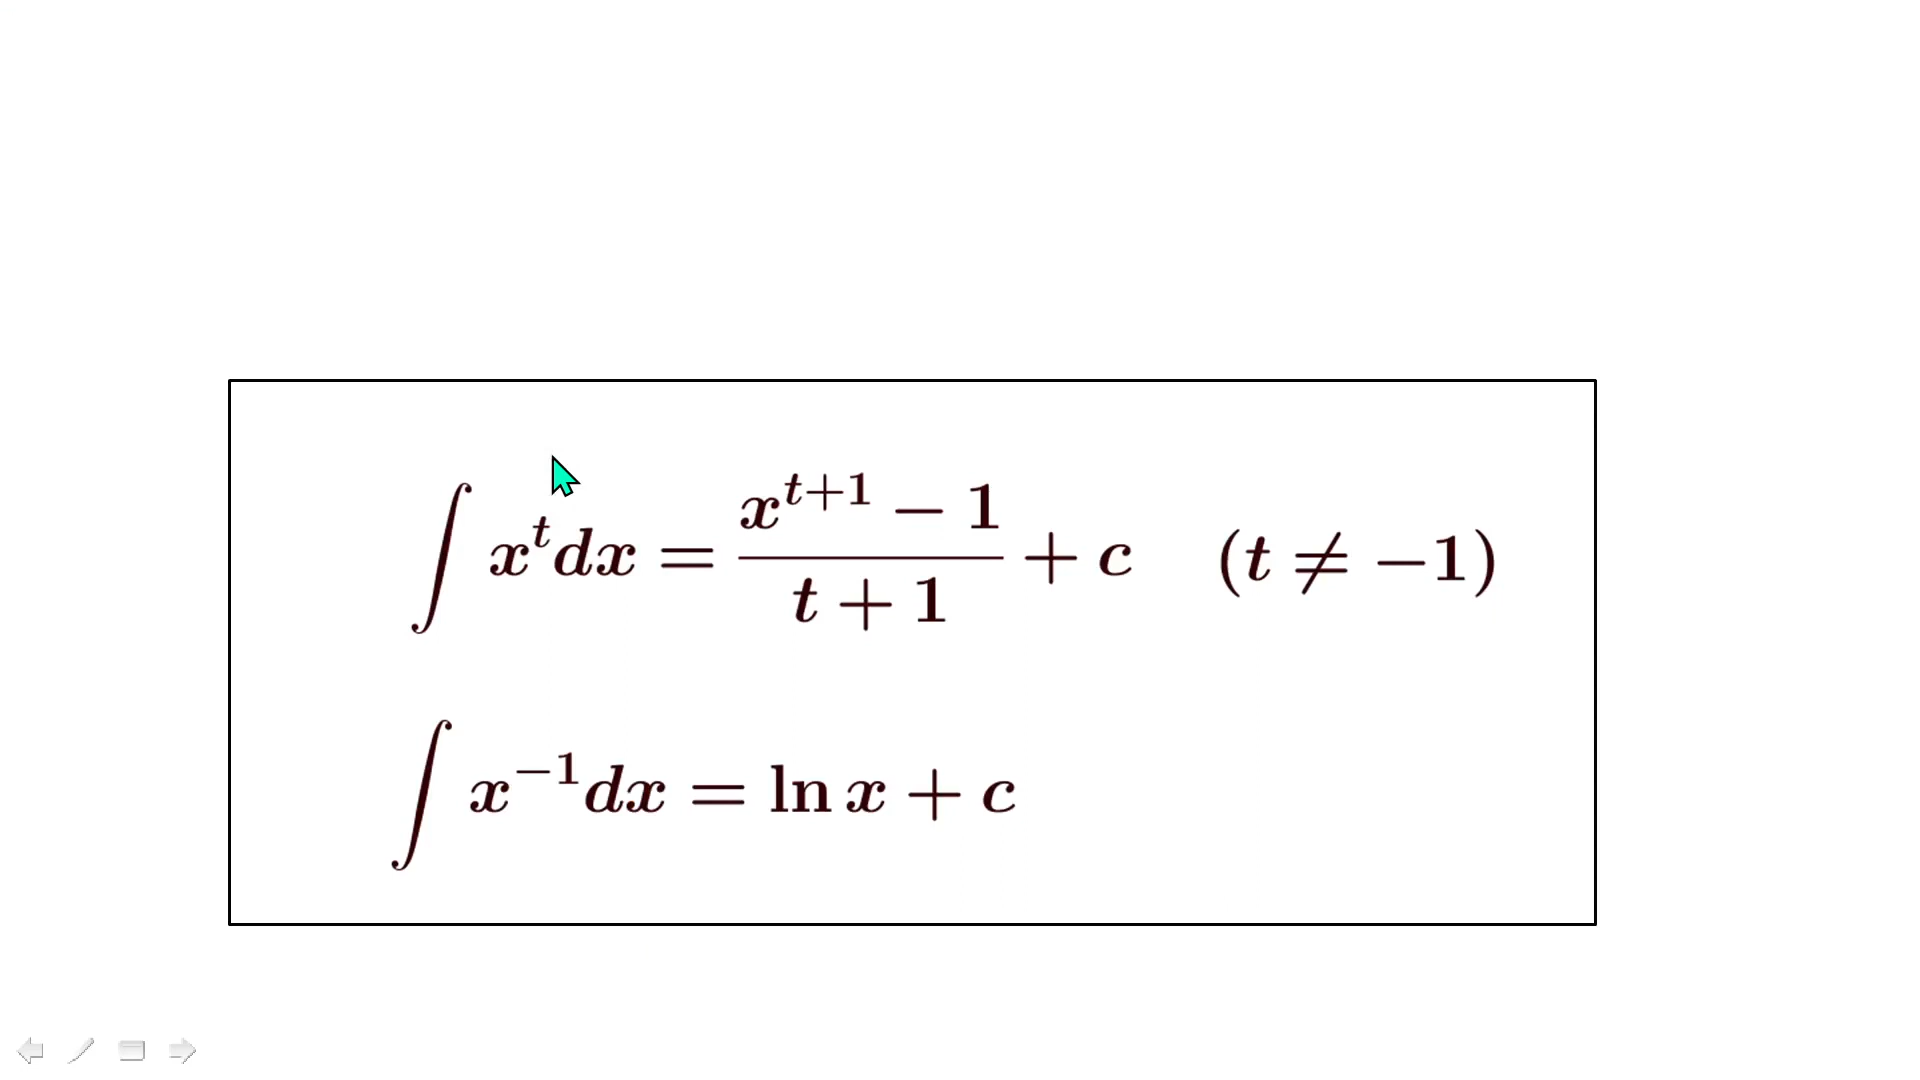 ∫ x^t dx = (x^{t+1} − 1)/(t + 1) + c (t ≠ −1)
∫ x^{−1} dx = ln x + c